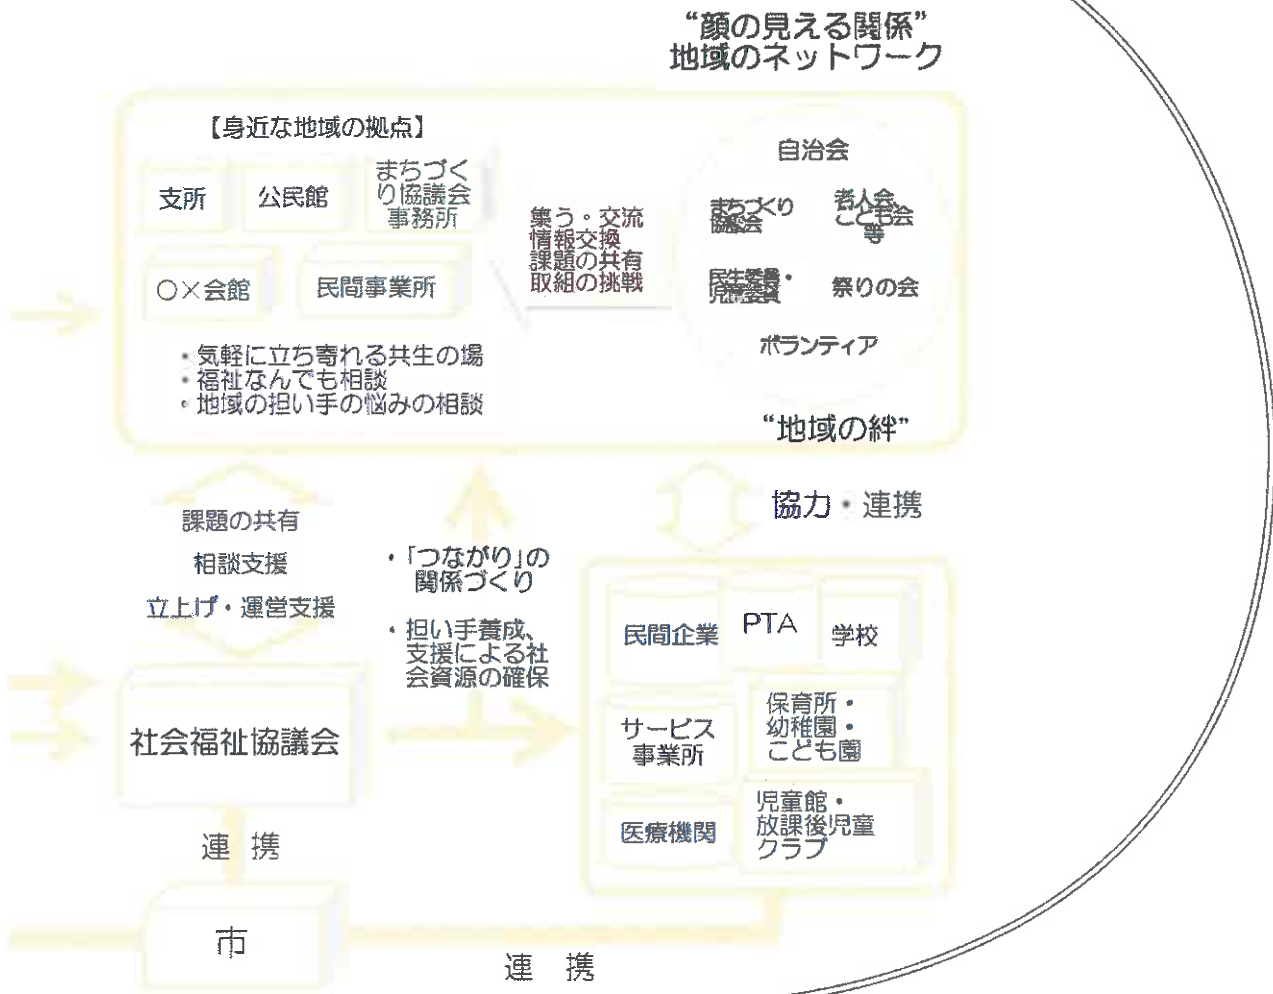 “顔の見える関係”
地域のネットワーク
【身近な地域の拠点】
支所
公民館
まちづく
り協議会
事務所
〇×会館
民間事業所
集う・交流
情報交換
課題の共有
取組の挑戦
自治会
まちづくり
協議会
老人会
こども会
等
民生委員・
児童委員
祭りの会
ボランティア
・気軽に立ち寄れる共生の場
・福祉なんでも相談
・地域の担い手の悩みの相談
“地域の絆”
課題の共有
相談支援
立上げ・運営支援
・「つながり」の
関係づくり
・担い手養成、
支援による社
会資源の確保
協力・連携
民間企業
PTA
学校
サービス
事業所
保育所・
幼稚園・
こども園
医療機関
児童館・
放課後児童
クラブ
社会福祉協議会
連 携
市
連 携